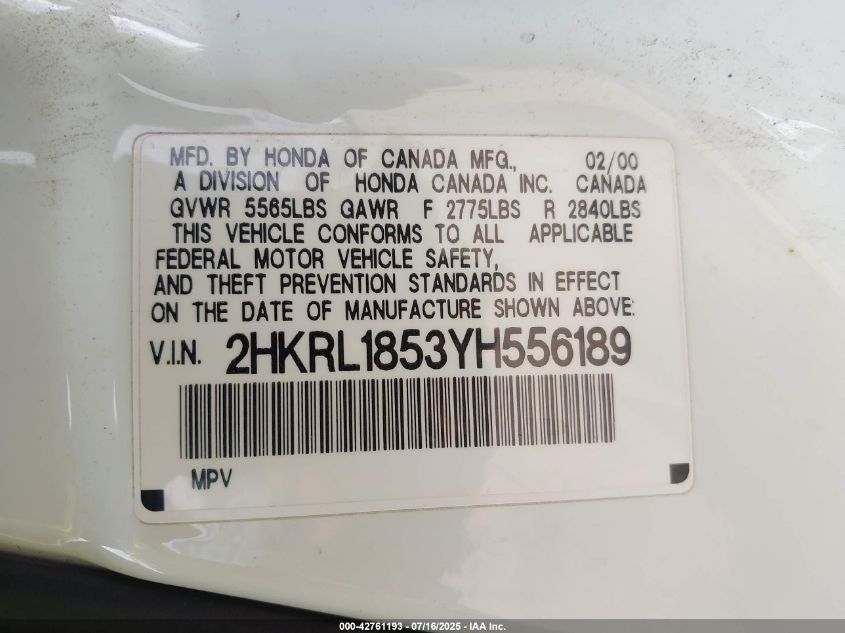 MFD. BY HONDA OF CANADA MFG., 02/00
A DIVISION OF HONDA CANADA INC. CANADA
GVWR 5565LBS GAWR F 2775LBS R 2840LBS
THIS VEHICLE CONFORMS TO ALL APPLICABLE
FEDERAL MOTOR VEHICLE SAFETY,
AND THEFT PREVENTION STANDARDS IN EFFECT
ON THE DATE OF MANUFACTURE SHOWN ABOVE:
V.I.N. 2HKRL1853YH556189
MPV
000-42761193 - 07/16/2025 - IAA Inc.